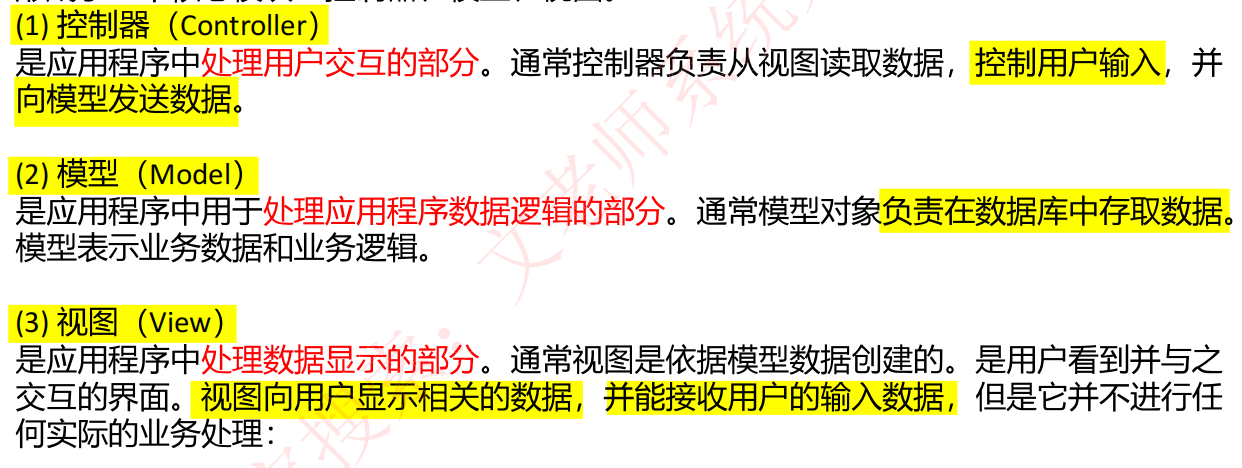 (1) 控制器（Controller）
是应用程序中处理用户交互的部分。通常控制器负责从视图读取数据，控制用户输入，并
向模型发送数据。
(2) 模型（Model）
是应用程序中用于处理应用程序数据逻辑的部分。通常模型对象负责在数据库中存取数据。
模型表示业务数据和业务逻辑。
(3) 视图（View）
是应用程序中处理数据显示的部分。通常视图是依据模型数据创建的。是用户看到并与之
交互的界面。视图向用户显示相关的数据，并能接收用户的输入数据，但是它并不进行任
何实际的业务处理：
文老师系统